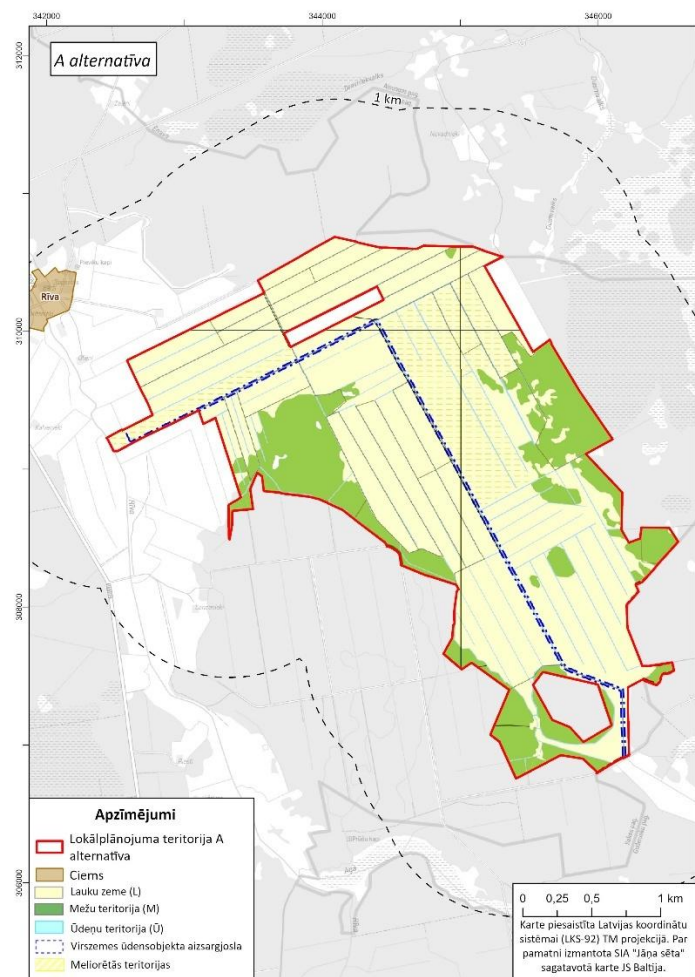 342000
344000
346000
312000
A alternatīva
1 km
Rīva
310000
308000
306000
Apzīmējumi
Lokālplānojuma teritorija A
alternatīva
Ciems
Lauku zeme (L)
Mežu teritorija (M)
Ūdeņu teritorija (Ū)
Virszemes ūdensobjekta aizsargjosla
Meliorētās teritorijas
0 0,25 0,5 1 km
Karte piesaistīta Latvijas koordinātu
sistēmai (LKS-92) TM projekcijā. Par
pamatni izmantota SIA "Jāņa sēta"
sagatavotā karte JS Baltija.